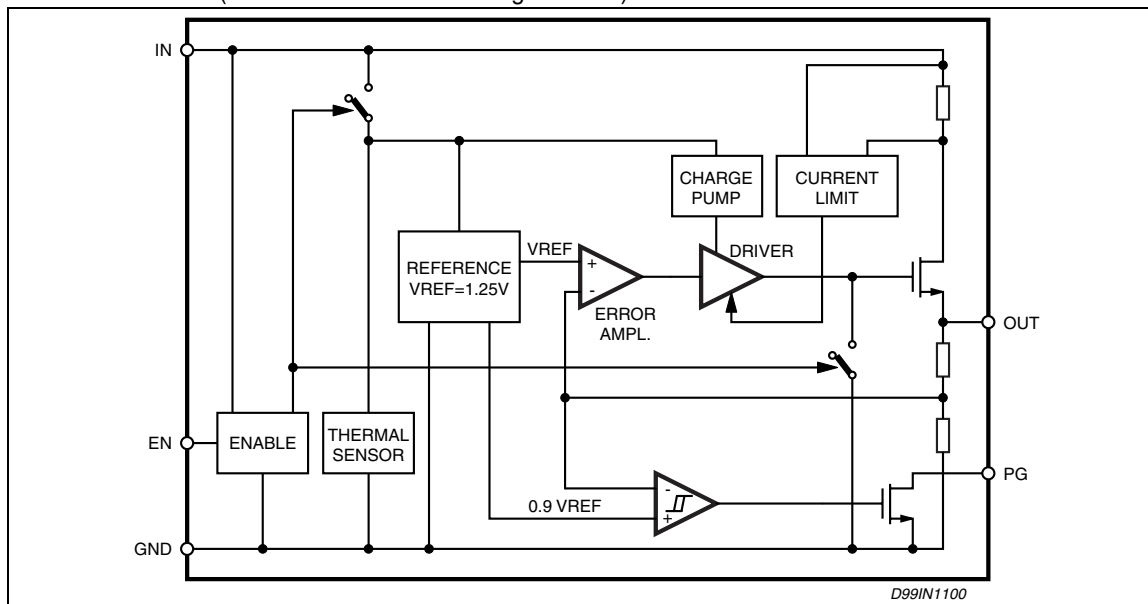 IN
CHARGE
PUMP
CURRENT
LIMIT
DRIVER
VREF
REFERENCE
VREF=1.25V
+
-
ERROR
AMPL.
OUT
EN
ENABLE
THERMAL
SENSOR
PG
-
+
0.9 VREF
GND
D99IN1100